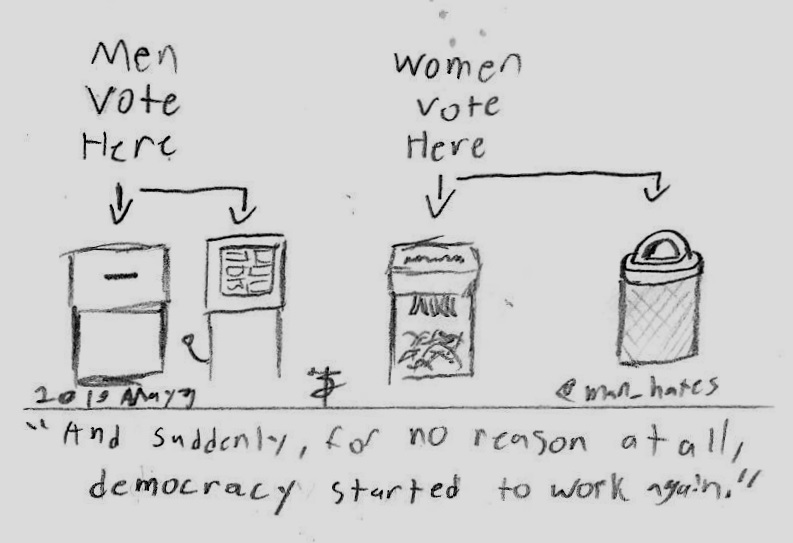 Men
Vote
Here
Women
Vote
Here
2019 May
@man_hates
"And suddenly, for no reason at all,
democracy started to work again."